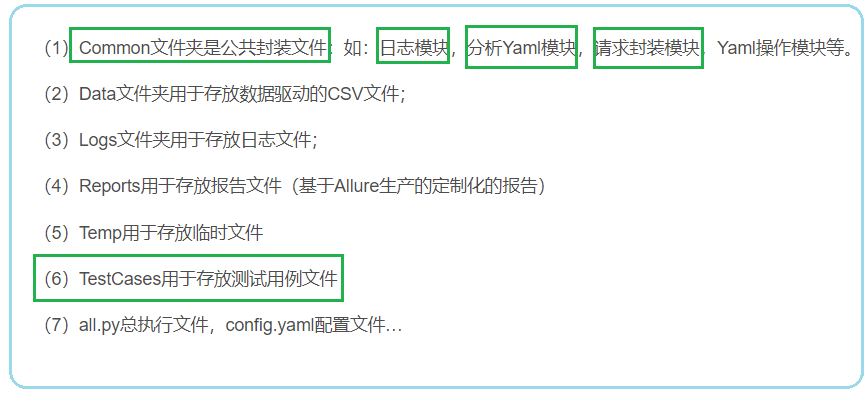 （1）Common文件夹是公共封装文件：如：日志模块，分析Yaml模块，请求封装模块，Yaml操作模块等。
（2）Data文件夹用于存放数据驱动的CSV文件；
（3）Logs文件夹用于存放日志文件；
（4）Reports用于存放报告文件（基于Allure生产的定制化的报告）
（5）Temp用于存放临时文件
（6）TestCases用于存放测试用例文件
（7）all.py总执行文件，config.yaml配置文件…